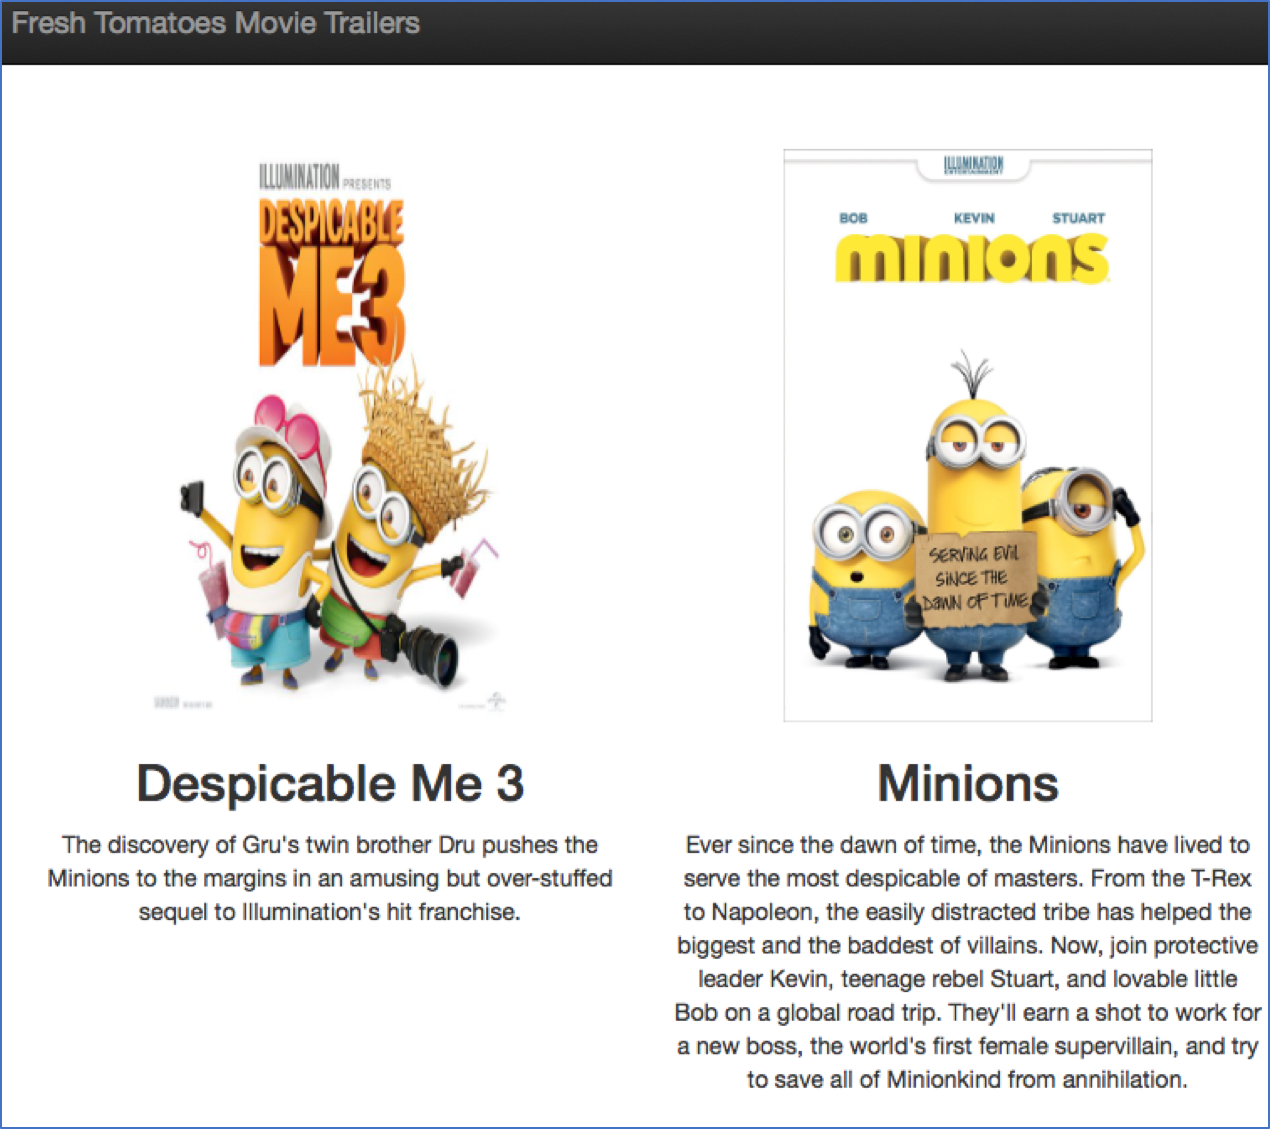 Fresh Tomatoes Movie Trailers
ILLUMINATION PRESENTS
DESPICABLE
ME 3
Despicable Me 3
The discovery of Gru's twin brother Dru pushes the
Minions to the margins in an amusing but over-stuffed
sequel to Illumination's hit franchise.
ILLUMINATION
ENTERTAINMENT
BOB KEVIN STUART
minions
SERVING EVIL
SINCE THE
DAWN OF TIME
Minions
Ever since the dawn of time, the Minions have lived to
serve the most despicable of masters. From the T-Rex
to Napoleon, the easily distracted tribe has helped the
biggest and the baddest of villains. Now, join protective
leader Kevin, teenage rebel Stuart, and lovable little
Bob on a global road trip. They'll earn a shot to work for
a new boss, the world's first female supervillain, and try
to save all of Minionkind from annihilation.